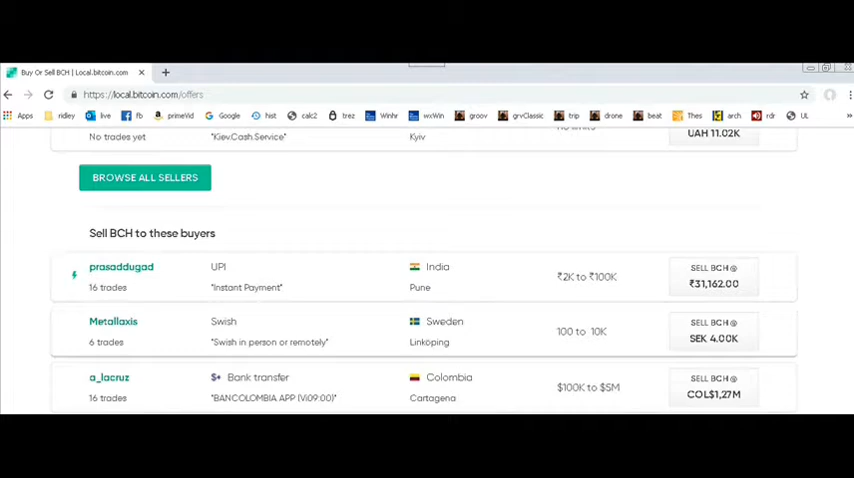 Buy Or Sell BCH | Local.bitcoin.com
https://local.bitcoin.com/offers
Apps ridley live fb primeVid Google hist calc2 trez Winhr wxWin groov grvClassic trip drone beat Thes arch rdr UL
No trades yet "Kiev.Cash.Service" Kyiv UAH 11.02K
BROWSE ALL SELLERS
Sell BCH to these buyers
prasaddugad UPI India ₹2K to ₹100K SELL BCH@
16 trades "Instant Payment" Pune ₹31,162.00
Metallaxis Swish Sweden 100 to 10K SELL BCH@
6 trades "Swish in person or remotely" Linköping SEK 4.00K
a_lacruz Bank transfer Colombia $100K to $5M SELL BCH@
16 trades "BANCOLOMBIA APP (Vi09:00)" Cartagena COL$1,27M